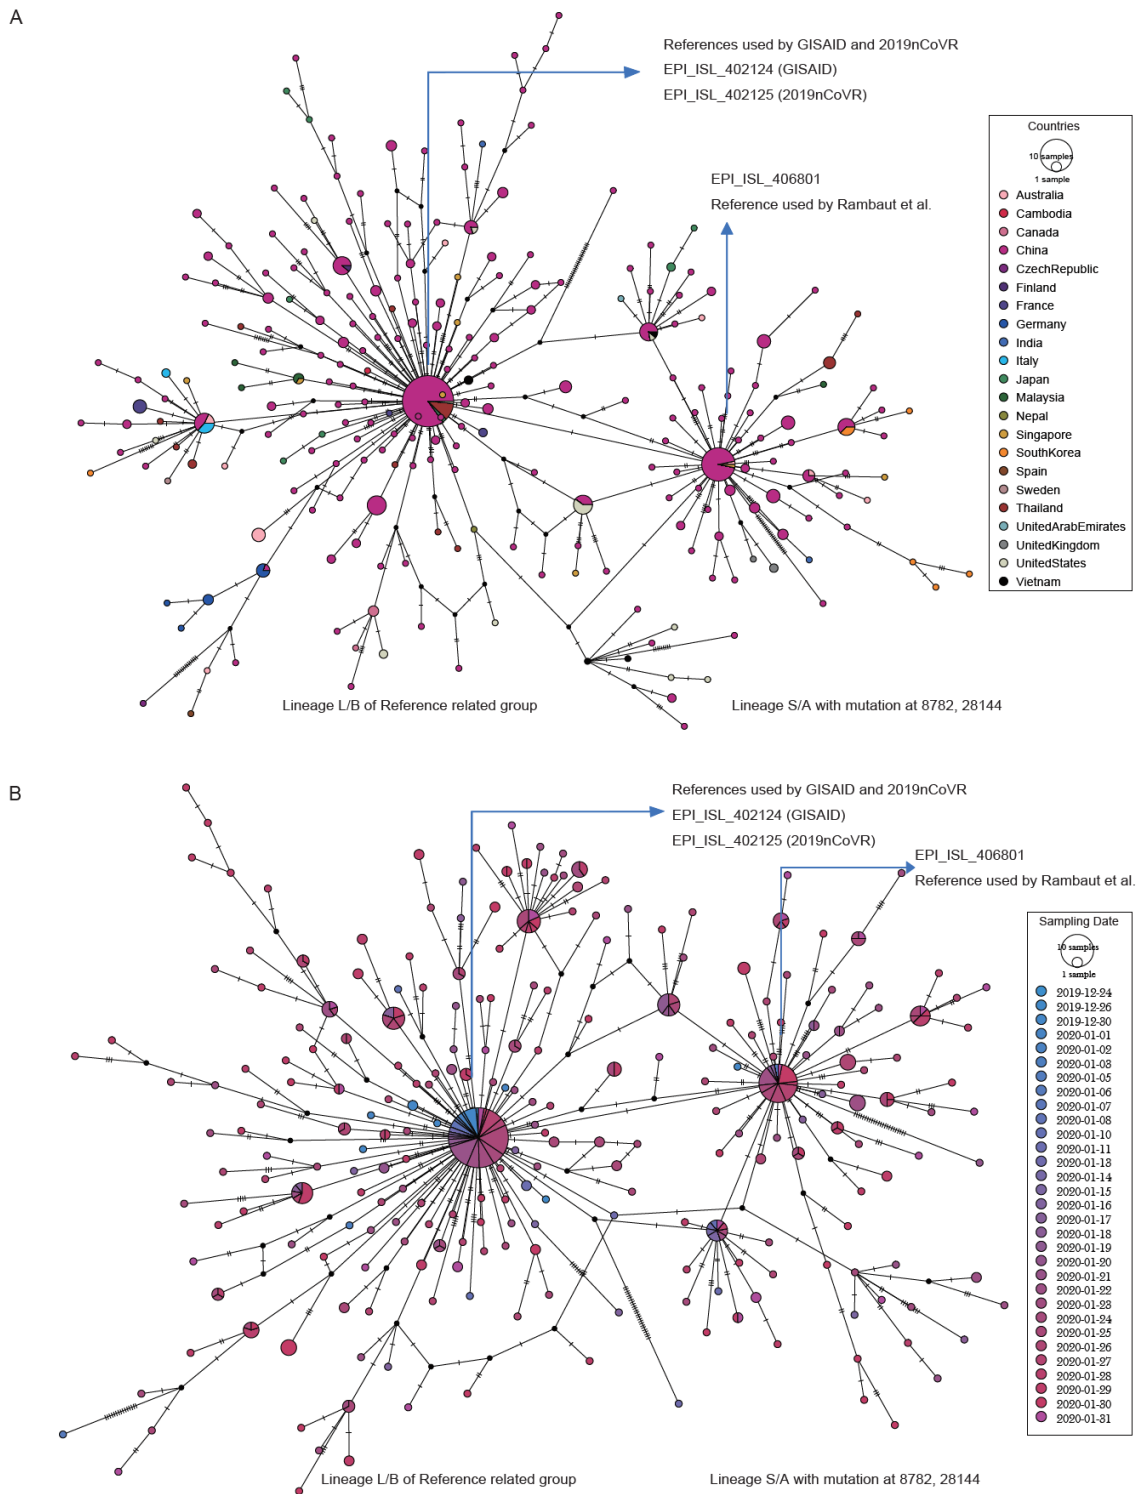 A
References used by GISAID and 2019nCoVR
EPI_ISL_402124 (GISAID)
EPI_ISL_402125 (2019nCoVR)
EPI_ISL_406801
Reference used by Rambaut et al.
Countries
10 samples
1 sample
Australia
Cambodia
Canada
China
CzechRepublic
Finland
France
Germany
India
Italy
Japan
Malaysia
Nepal
Singapore
SouthKorea
Spain
Sweden
Thailand
UnitedArabEmirates
UnitedKingdom
UnitedStates
Vietnam
Lineage L/B of Reference related group
Lineage S/A with mutation at 8782, 28144
B
References used by GISAID and 2019nCoVR
EPI_ISL_402124 (GISAID)
EPI_ISL_402125 (2019nCoVR)
EPI_ISL_406801
Reference used by Rambaut et al.
Sampling Date
10 samples
1 sample
2019-12-24
2019-12-26
2019-12-30
2020-01-01
2020-01-02
2020-01-03
2020-01-05
2020-01-06
2020-01-07
2020-01-08
2020-01-10
2020-01-11
2020-01-13
2020-01-14
2020-01-15
2020-01-16
2020-01-17
2020-01-18
2020-01-19
2020-01-20
2020-01-21
2020-01-22
2020-01-23
2020-01-24
2020-01-25
2020-01-26
2020-01-27
2020-01-28
2020-01-29
2020-01-30
2020-01-31
Lineage L/B of Reference related group
Lineage S/A with mutation at 8782, 28144